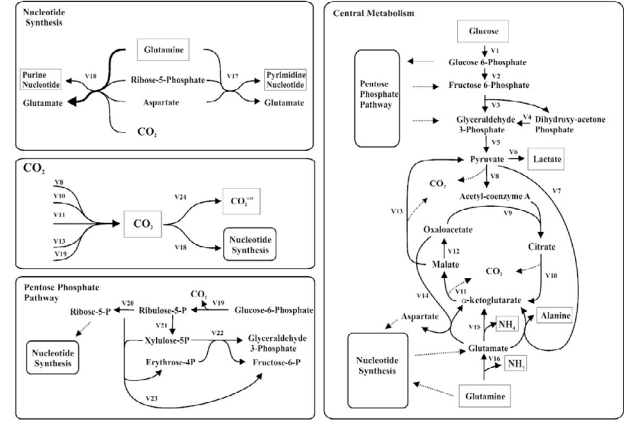 Nucleotide
Synthesis
Glutamine
Purine
Nucleotide
V18
Ribose-5-Phosphate
V17
Pyrimidine
Nucleotide
Glutamate
Aspartate
Glutamate
CO2
CO2
V8
V10
V11
V13
V19
CO2
V24
CO2ext
V18
Nucleotide
Synthesis
Pentose Phosphate
Pathway
CO2
V20
V19
Ribose-5-P
Ribulose-5-P
Glucose-6-Phosphate
V21
V22
Xylulose-5P
Glyceraldehyde
3-Phosphate
Nucleotide
Synthesis
Erythrose-4P
Fructose-6-P
V23
Central Metabolism
Glucose
V1
Glucose 6-Phosphate
Pentose
Phosphate
Pathway
V2
Fructose 6-Phosphate
V3
Glyceraldehyde
3-Phosphate
V4
Dihydroxy-acetone
Phosphate
V5
Pyruvate
V6
Lactate
V8
V7
CO2
Acetyl-coenzyme A
V13
V9
Oxaloacetate
Citrate
V12
Malate
CO2
V10
V11
V14
α-ketoglutarate
Aspartate
V15
NH4
Alanine
Glutamate
Nucleotide
Synthesis
V16
NH4
Glutamine